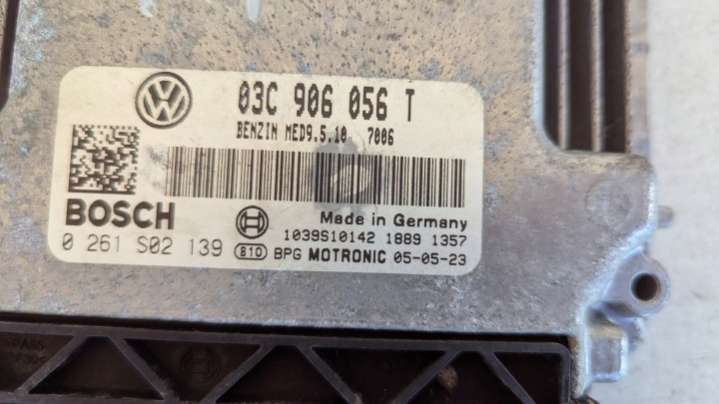 03C 906 056 T
BENZIN MED9.5.10 7006
BOSCH
Made in Germany
0 261 S02 139
1039S10142 1889 1357
B10 BPG MOTRONIC 05-05-23